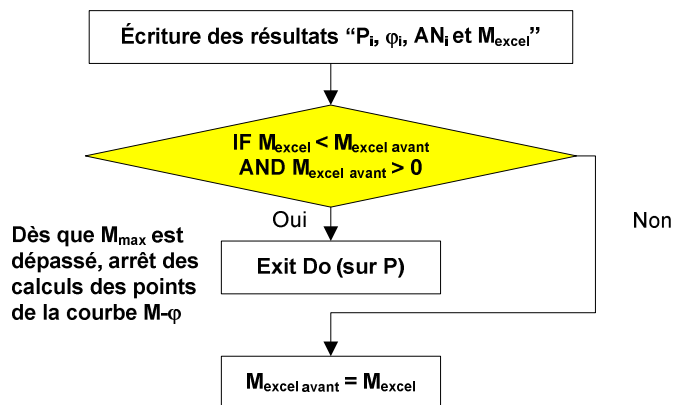 Écriture des résultats “Pi, φi, ANi et Mexcel”
IF Mexcel < Mexcel avant
AND Mexcel avant > 0
Oui
Non
Dès que Mmax est
dépassé, arrêt des
calculs des points
de la courbe M-φ
Exit Do (sur P)
Mexcel avant = Mexcel